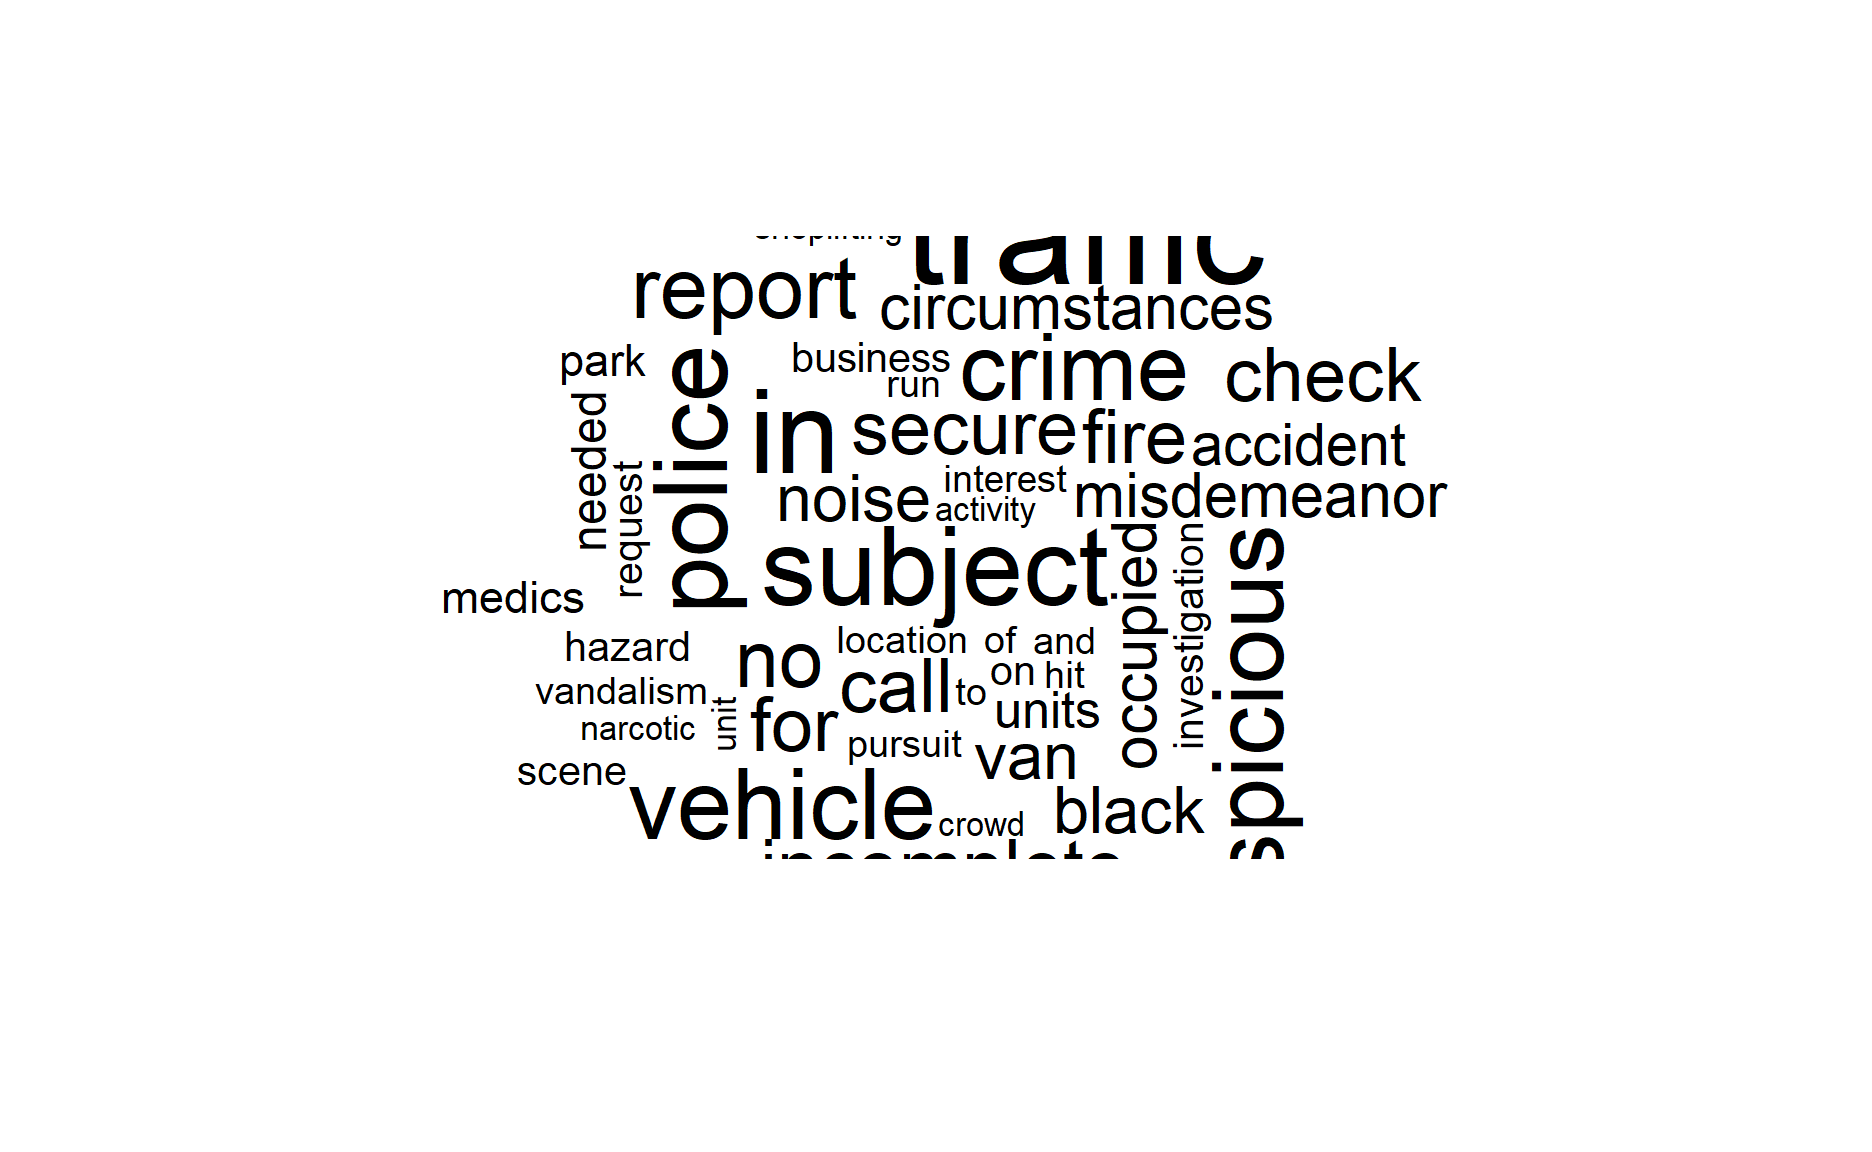 shoplifting
traffic
report
circumstances
park
business
crime
check
run
police
in
secure
fire
accident
needed
request
interest
noise
misdemeanor
activity
subject
occupied
investigation
spicious
medics
hazard
no
location
of
and
call
on
hit
vandalism
to
unit
units
narcotic
for
pursuit
van
scene
vehicle
crowd
black
incomplete